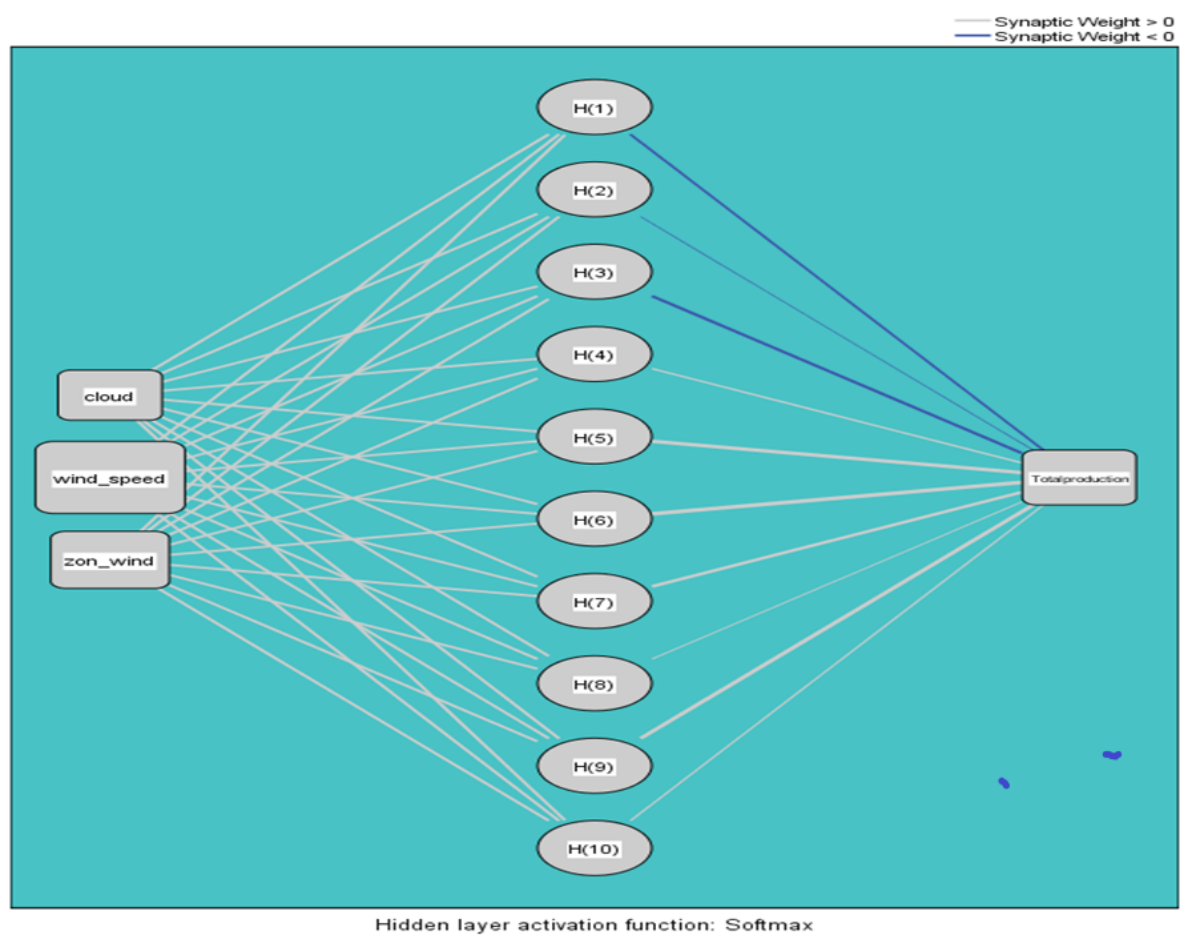 Synaptic Weight > 0
Synaptic Weight < 0
H(1)
H(2)
H(3)
H(4)
cloud
H(5)
wind_speed
Totalproduction
H(6)
zon_wind
H(7)
H(8)
H(9)
H(10)
Hidden layer activation function: Softmax